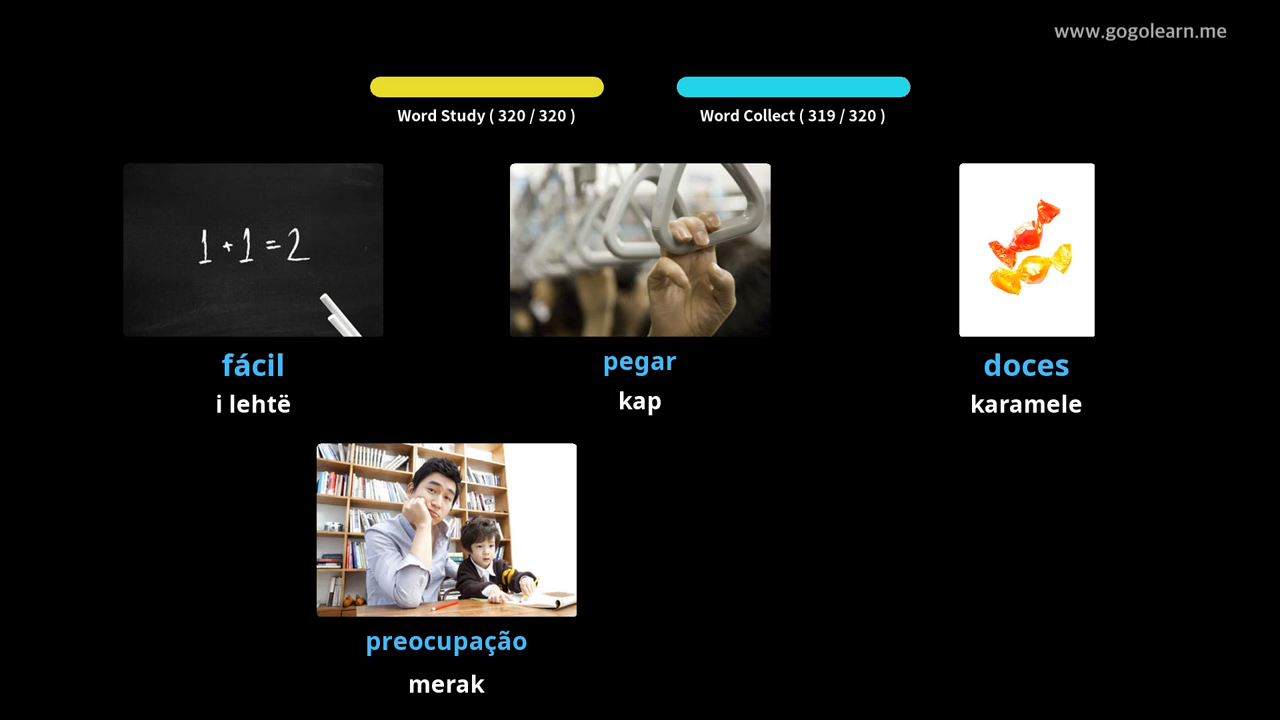 www.gogolearn.me
Word Study ( 320 / 320 )
Word Collect ( 319 / 320 )
1 + 1 = 2
fácil
i lehtë
pegar
kap
doces
karamele
preocupação
merak